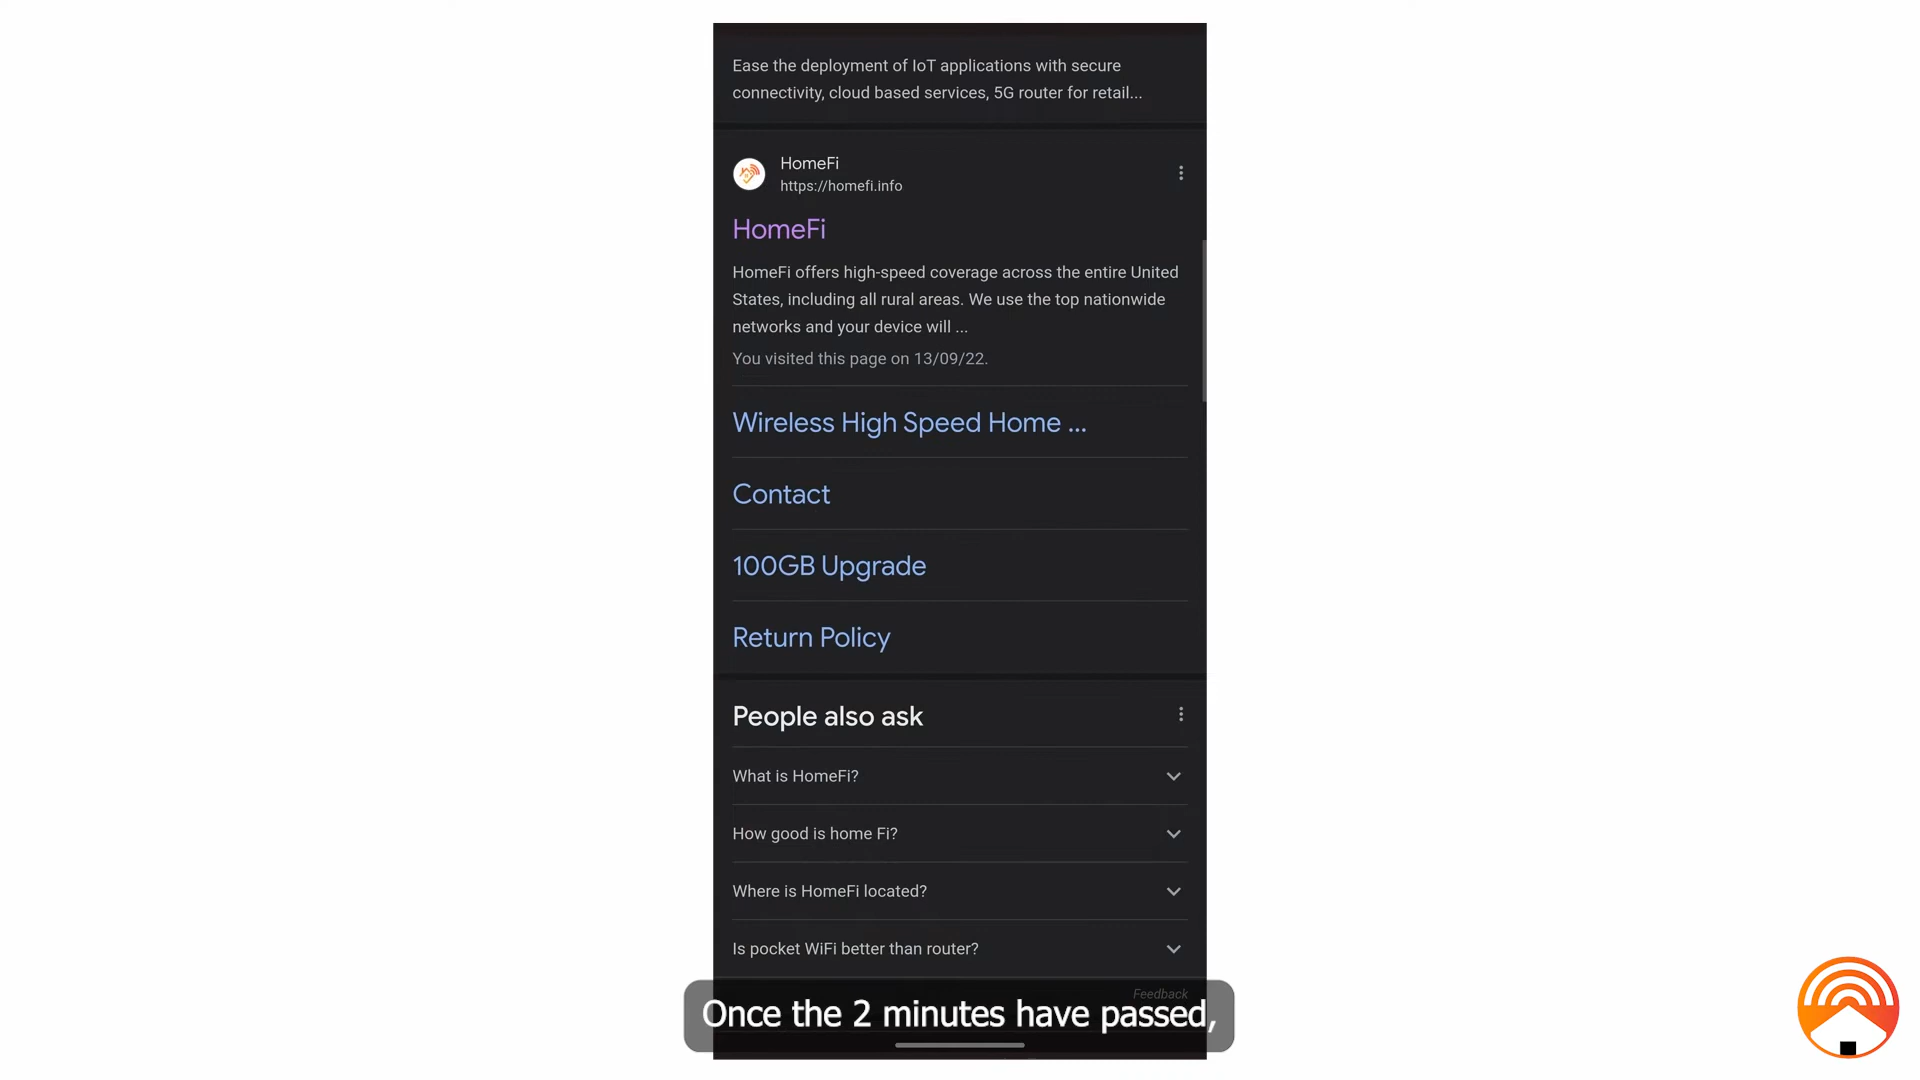 Ease the deployment of IoT applications with secure
connectivity, cloud based services, 5G router for retail...
HomeFi
https://homefi.info
HomeFi
HomeFi offers high-speed coverage across the entire United
States, including all rural areas. We use the top nationwide
networks and your device will ...
You visited this page on 13/09/22.
Wireless High Speed Home ...
Contact
100GB Upgrade
Return Policy
People also ask
What is HomeFi?
How good is home Fi?
Where is HomeFi located?
Is pocket WiFi better than router?
Feedback
Once the 2 minutes have passed,